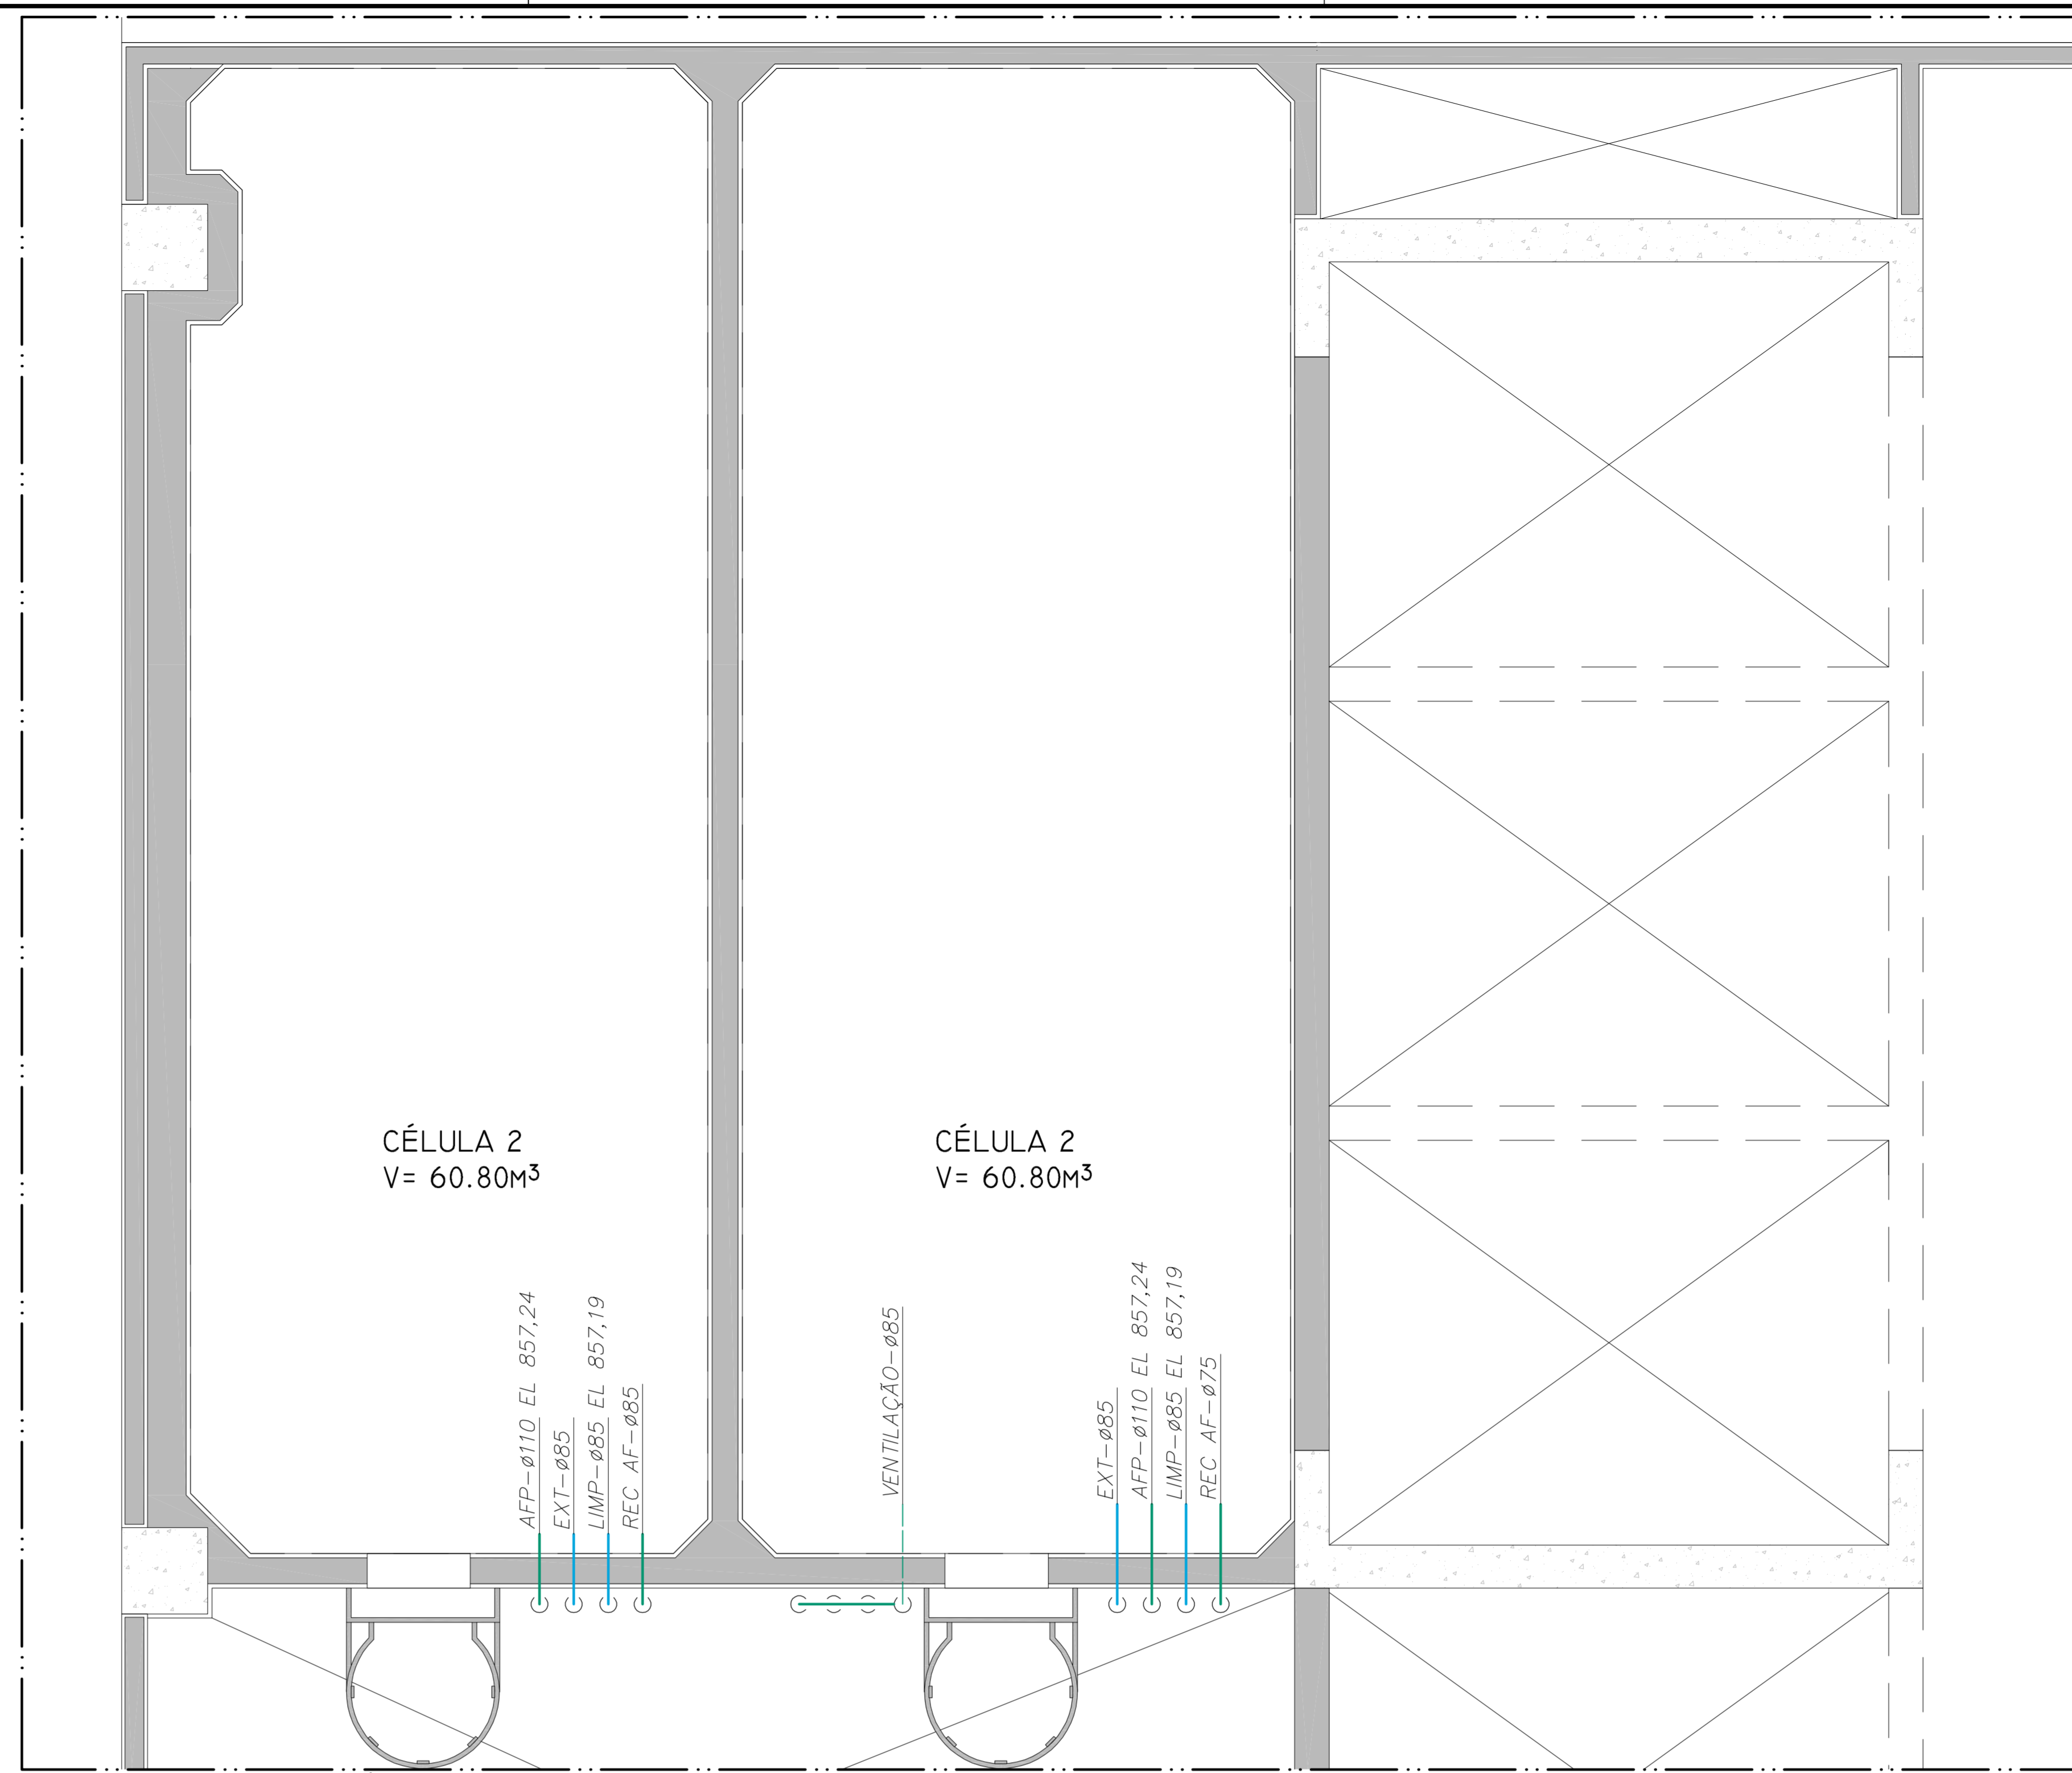 CÉLULA 2
V= 60.80M³
CÉLULA 2
V= 60.80M³
AFP-Ø110 EL 857,24
EXT-Ø85
LIMP-Ø85 EL 857,19
REC AF-Ø85
VENTILAÇÃO-Ø85
EXT-Ø85
AFP-Ø110 EL 857,24
LIMP-Ø85 EL 857,19
REC AF-Ø75